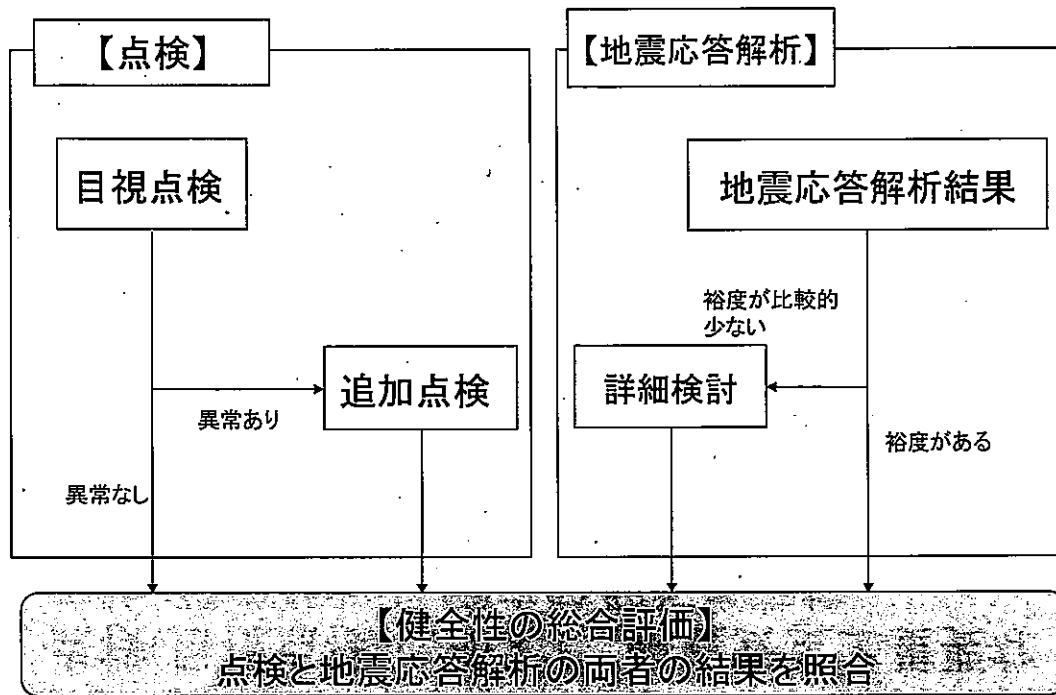 【点検】
目視点検
異常あり
追加点検
異常なし
【地震応答解析】
地震応答解析結果
裕度が比較的
少ない
詳細検討
裕度がある
【健全性の総合評価】
点検と地震応答解析の両者の結果を照合